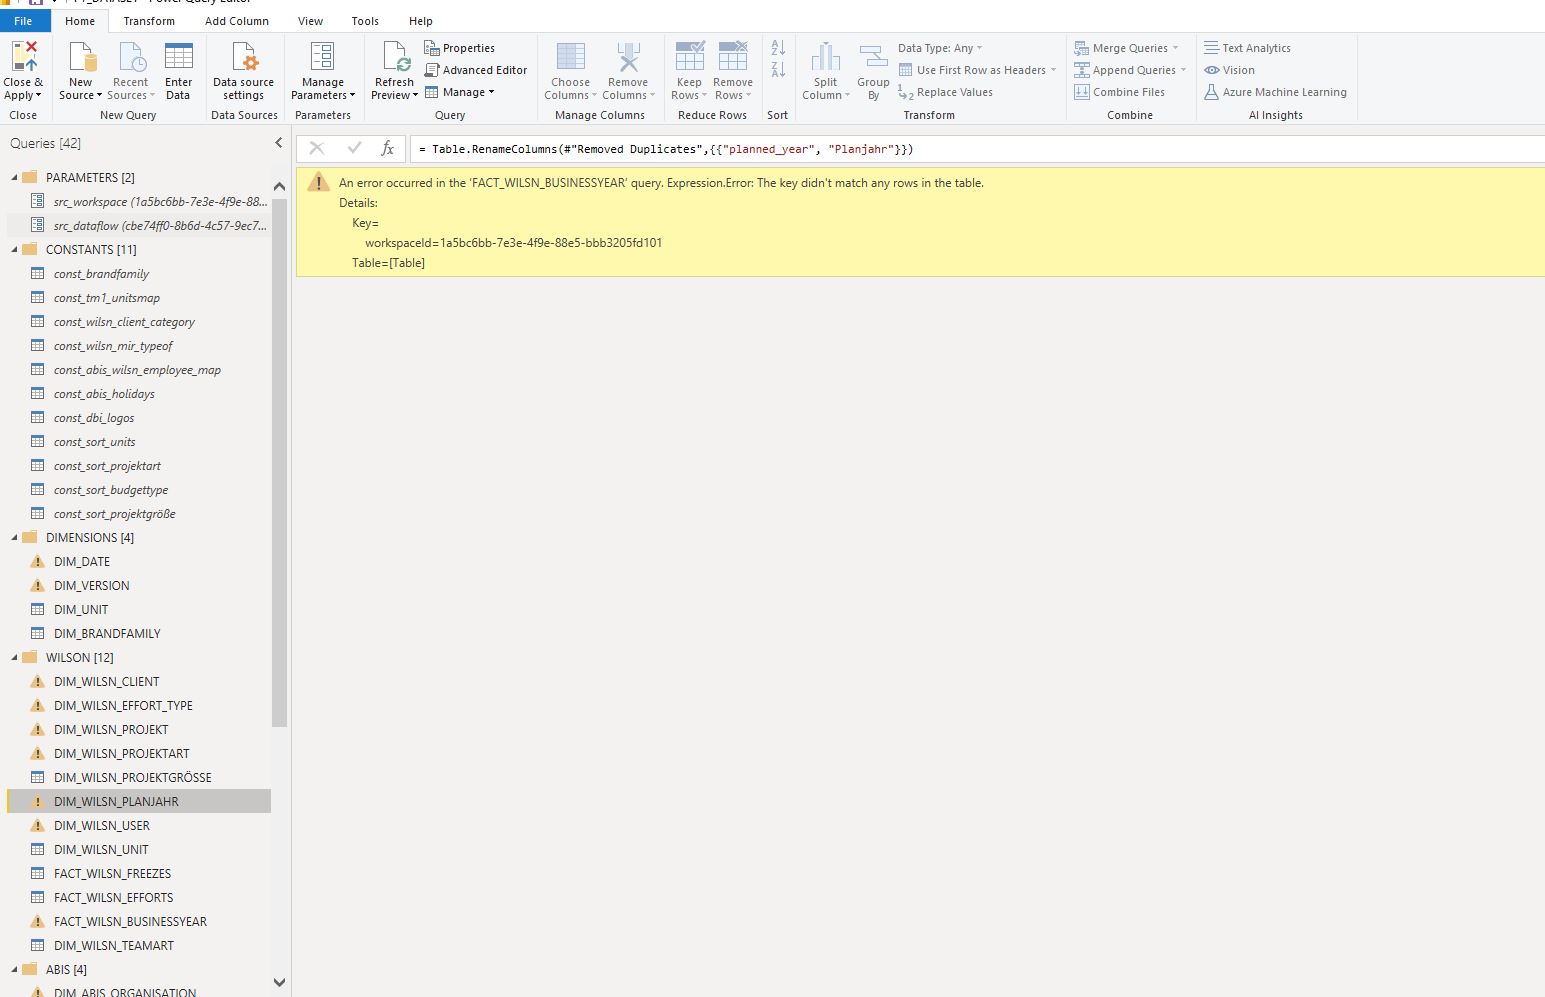 Power Query Editor
File Home Transform Add Column View Tools Help
Close & Apply
New Source
Recent Sources
Enter Data
Data source settings
Manage Parameters
Refresh Preview
Properties
Advanced Editor
Manage
Choose Columns
Remove Columns
Keep Rows
Remove Rows
Split Column
Group By
Data Type: Any
Use First Row as Headers
Replace Values
Merge Queries
Append Queries
Combine Files
Text Analytics
Vision
Azure Machine Learning
Close New Query Data Sources Parameters Query Manage Columns Reduce Rows Sort Transform Combine AI Insights
Queries [42]
fx = Table.RenameColumns(#"Removed Duplicates",{{"planned_year", "Planjahr"}})
An error occurred in the 'FACT_WILSN_BUSINESSYEAR' query. Expression.Error: The key didn't match any rows in the table.
Details:
Key=
workspaceId=1a5bc6bb-7e3e-4f9e-88e5-bbb3205fd101
Table=[Table]
PARAMETERS [2]
src_workspace (1a5bc6bb-7e3e-4f9e-88...
src_dataflow (cbe74ff0-8b6d-4c57-9ec7...
CONSTANTS [11]
const_brandfamily
const_tm1_unitsmap
const_wilsn_client_category
const_wilsn_mir_typeof
const_abis_wilsn_employee_map
const_abis_holidays
const_dbi_logos
const_sort_units
const_sort_projektart
const_sort_budgettype
const_sort_projektgröße
DIMENSIONS [4]
DIM_DATE
DIM_VERSION
DIM_UNIT
DIM_BRANDFAMILY
WILSON [12]
DIM_WILSN_CLIENT
DIM_WILSN_EFFORT_TYPE
DIM_WILSN_PROJEKT
DIM_WILSN_PROJEKTART
DIM_WILSN_PROJEKTGRÖSSE
DIM_WILSN_PLANJAHR
DIM_WILSN_USER
DIM_WILSN_UNIT
FACT_WILSN_FREEZES
FACT_WILSN_EFFORTS
FACT_WILSN_BUSINESSYEAR
DIM_WILSN_TEAMART
ABIS [4]
DIM_ABIS_ORGANISATION